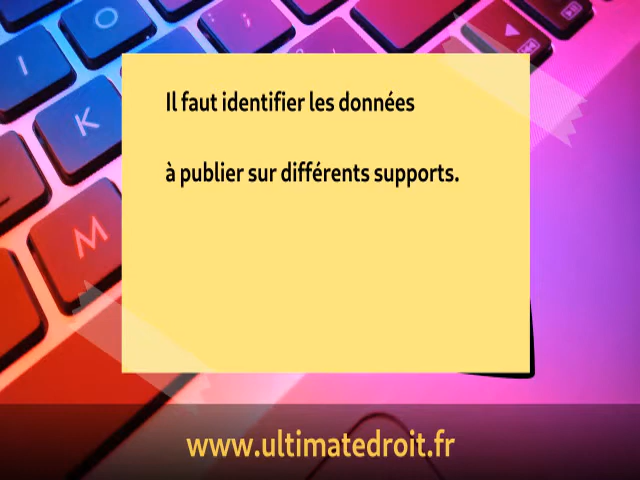 I
O
K
M
Il faut identifier les données
à publier sur différents supports.
www.ultimatedroit.fr